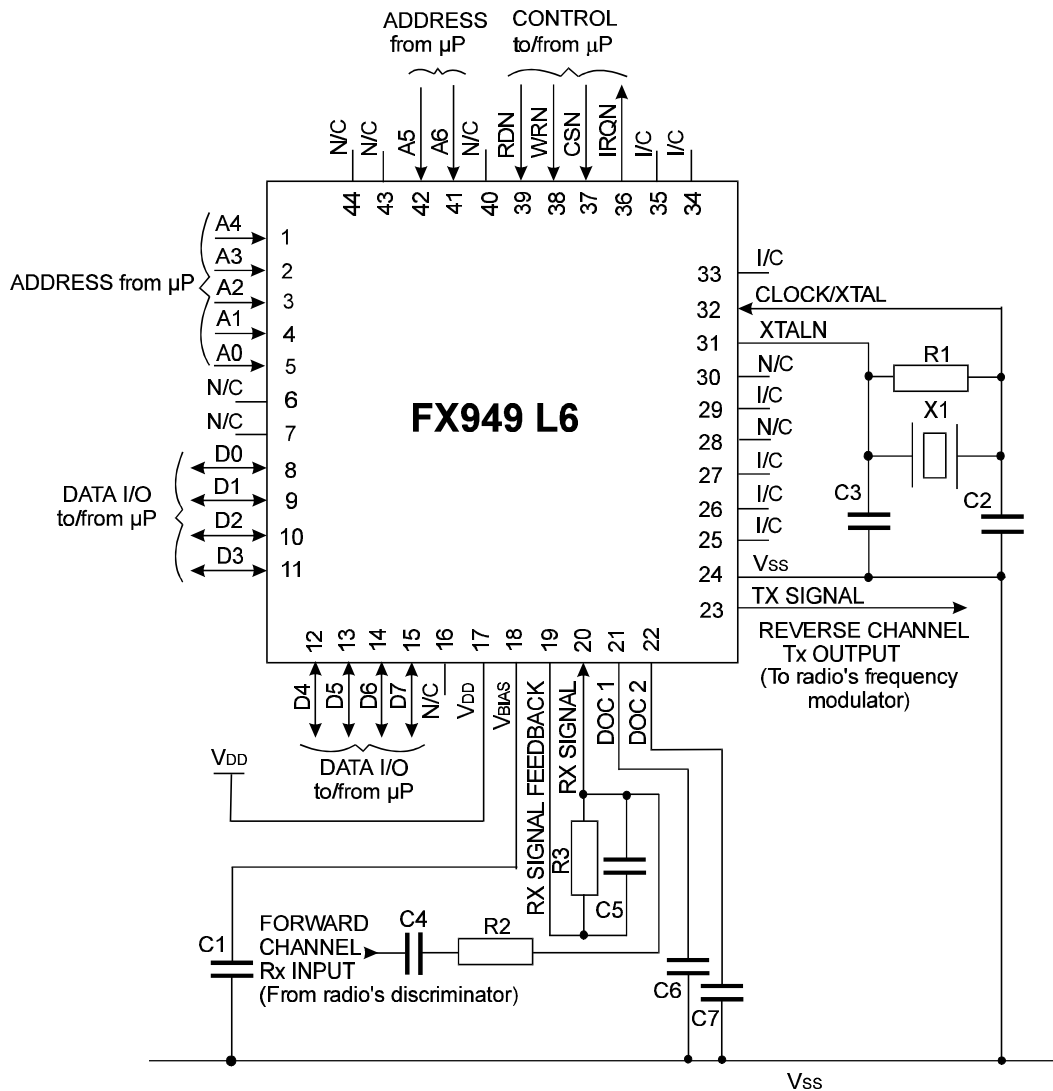 ADDRESS
from µP
CONTROL
to/from µP
N/C
N/C
A5
A6
N/C
RDN
WRN
CSN
IRQN
I/C
I/C
44
43
42
41
40
39
38
37
36
35
34
ADDRESS from µP
A4
1
A3
2
A2
3
A1
4
A0
5
N/C
6
N/C
7
DATA I/O
to/from µP
D0
8
D1
9
D2
10
D3
11
FX949 L6
33
I/C
32
CLOCK/XTAL
31
XTALN
30
N/C
29
I/C
28
N/C
27
I/C
26
I/C
25
I/C
24
VSS
23
TX SIGNAL
R1
X1
C3
C2
REVERSE CHANNEL
Tx OUTPUT
(To radio's frequency
modulator)
12
13
14
15
16
17
18
19
20
21
22
D4
D5
D6
D7
N/C
VDD
VBIAS
RX SIGNAL FEEDBACK
RX SIGNAL
DOC 1
DOC 2
DATA I/O
to/from µP
VDD
R3
C5
C1
FORWARD
CHANNEL
Rx INPUT
(From radio's discriminator)
C4
R2
C6
C7
VSS